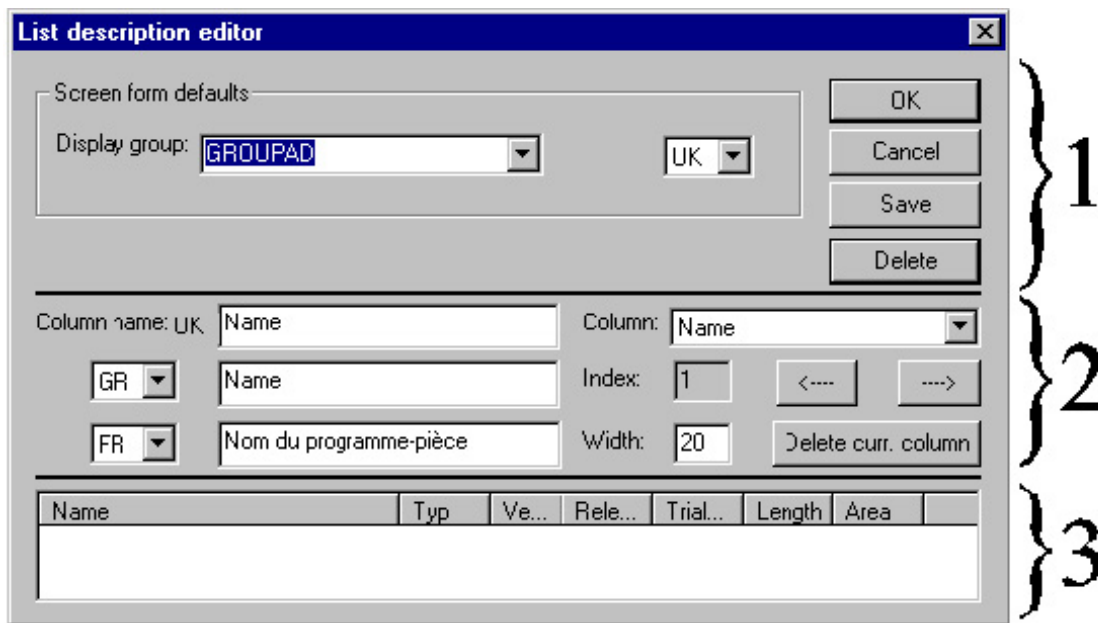 List description editor
Screen form defaults
Display group: GROUPAD UK
OK
Cancel
Save
Delete
1
Column name: UK Name Column: Name
GR Name Index: 1 <---- ---->
FR Nom du programme-pièce Width: 20 Delete curr. column
2
Name Typ Ve... Rele... Trial... Length Area
3